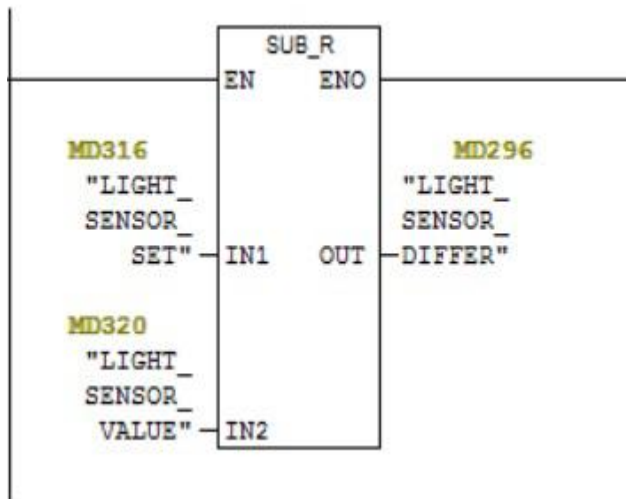 SUB_R
EN ENO
MD316 MD296
"LIGHT_ "LIGHT_
SENSOR_ SENSOR_
SET" IN1 OUT DIFFER"
MD320
"LIGHT_
SENSOR_
VALUE" IN2